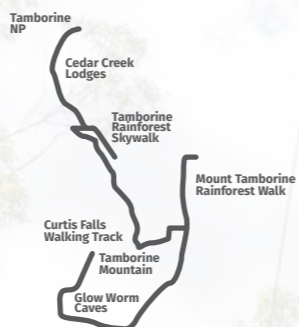 Tamborine
NP
Cedar Creek
Lodges
Tamborine
Rainforest
Skywalk
Mount Tamborine
Rainforest Walk
Curtis Falls
Walking Track
Tamborine
Mountain
Glow Worm
Caves